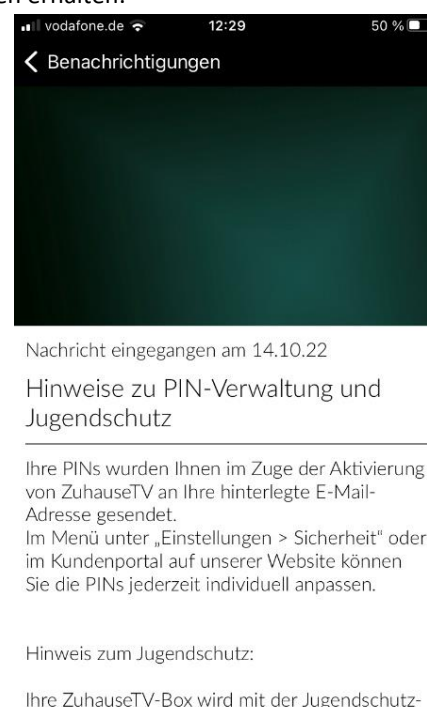 erhalten:
vodafone.de 12:29 50 %
Benachrichtigungen
Nachricht eingegangen am 14.10.22
Hinweise zu PIN-Verwaltung und
Jugendschutz
Ihre PINs wurden Ihnen im Zuge der Aktivierung
von ZuhauseTV an Ihre hinterlegte E-Mail-
Adresse gesendet.
Im Menü unter „Einstellungen > Sicherheit“ oder
im Kundenportal auf unserer Website können
Sie die PINs jederzeit individuell anpassen.
Hinweis zum Jugendschutz:
Ihre ZuhauseTV-Box wird mit der Jugendschutz-